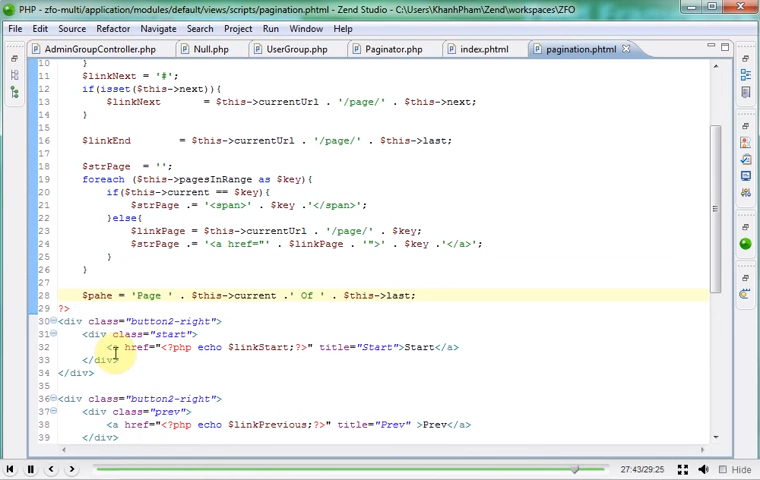 PHP - zfo-multi/application/modules/default/views/scripts/pagination.phtml - Zend Studio - C:\Users\KhanhPham\Zend\workspaces\ZFO
File Edit Source Refactor Navigate Search Project Run Window Help
AdminGroupController.php Null.php UserGroup.php Paginator.php index.phtml pagination.phtml
10 }
11 $linkNext = '#';
12 if(isset($this->next)){
13 $linkNext = $this->currentUrl . '/page/' . $this->next;
14 }
15
16 $linkEnd = $this->currentUrl . '/page/' . $this->last;
17
18 $strPage = '';
19 foreach ($this->pagesInRange as $key){
20 if($this->current == $key){
21 $strPage .= '<span>' . $key .'</span>';
22 }else{
23 $linkPage = $this->currentUrl . '/page/' . $key;
24 $strPage .= '<a href="' . $linkPage . '">' . $key .'</a>';
25 }
26 }
27
28 $pahe = 'Page ' . $this->current .' Of ' . $this->last;
29 ?>
30 <div class="button2-right">
31 <div class="start">
32 <a href="<?php echo $linkStart;?>" title="Start">Start</a>
33 </div>
34 </div>
35
36 <div class="button2-right">
37 <div class="prev">
38 <a href="<?php echo $linkPrevious;?>" title="Prev" >Prev</a>
39 </div>
27:43/29:25 Hide